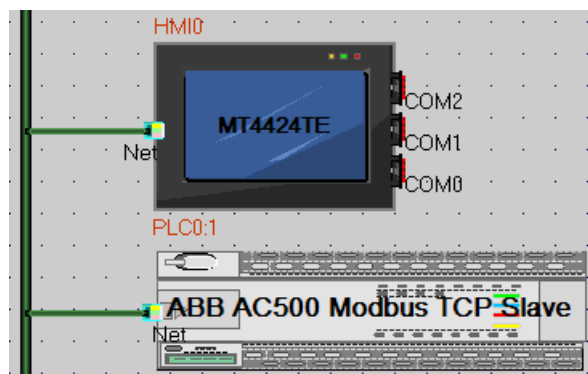 HMI0
MT4424TE
COM2
COM1
COM0
Net
PLC0:1
ABB AC500 Modbus TCP Slave
Net